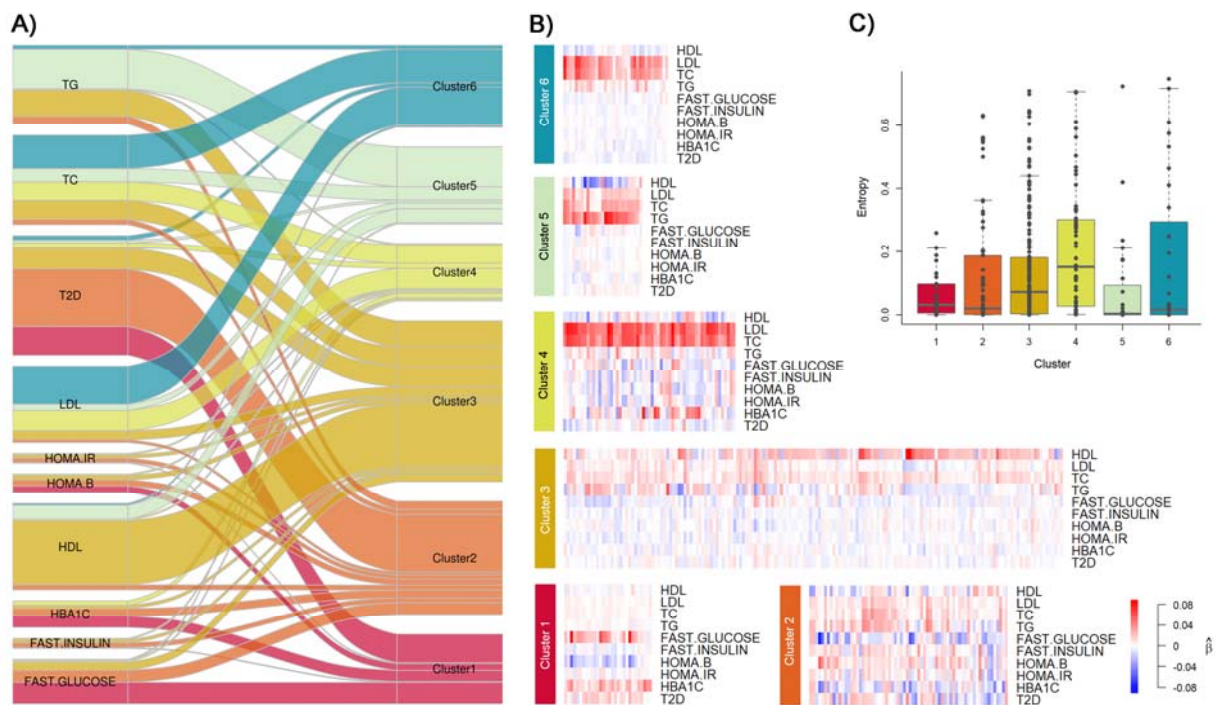 A)
TG
TC
T2D
LDL
HOMA.IR
HOMA.B
HDL
HBA1C
FAST.INSULIN
FAST.GLUCOSE
Cluster6
Cluster5
Cluster4
Cluster3
Cluster2
Cluster1
B)
Cluster 6
HDL
LDL
TC
TG
FAST.GLUCOSE
FAST.INSULIN
HOMA.B
HOMA.IR
HBA1C
T2D
Cluster 5
HDL
LDL
TC
TG
FAST.GLUCOSE
FAST.INSULIN
HOMA.B
HOMA.IR
HBA1C
T2D
Cluster 4
HDL
LDL
TC
TG
FAST.GLUCOSE
FAST.INSULIN
HOMA.B
HOMA.IR
HBA1C
T2D
Cluster 3
HDL
LDL
TC
TG
FAST.GLUCOSE
FAST.INSULIN
HOMA.B
HOMA.IR
HBA1C
T2D
Cluster 1
HDL
LDL
TC
TG
FAST.GLUCOSE
FAST.INSULIN
HOMA.B
HOMA.IR
HBA1C
T2D
Cluster 2
HDL
LDL
TC
TG
FAST.GLUCOSE
FAST.INSULIN
HOMA.B
HOMA.IR
HBA1C
T2D
0.08
0.04
0
-0.04
-0.08
β̂
C)
Entropy
0.6
0.4
0.2
0.0
1 2 3 4 5 6
Cluster